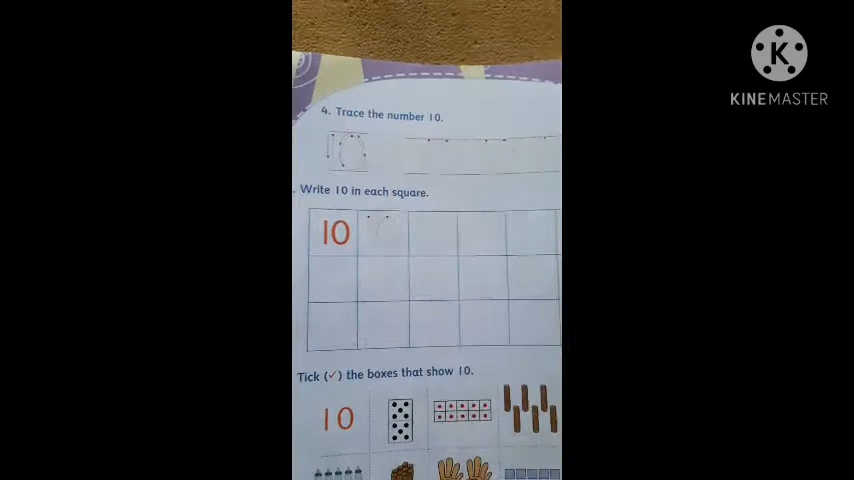 K
KINEMASTER
4. Trace the number 10.
10
. Write 10 in each square.
10
Tick (✓) the boxes that show 10.
10